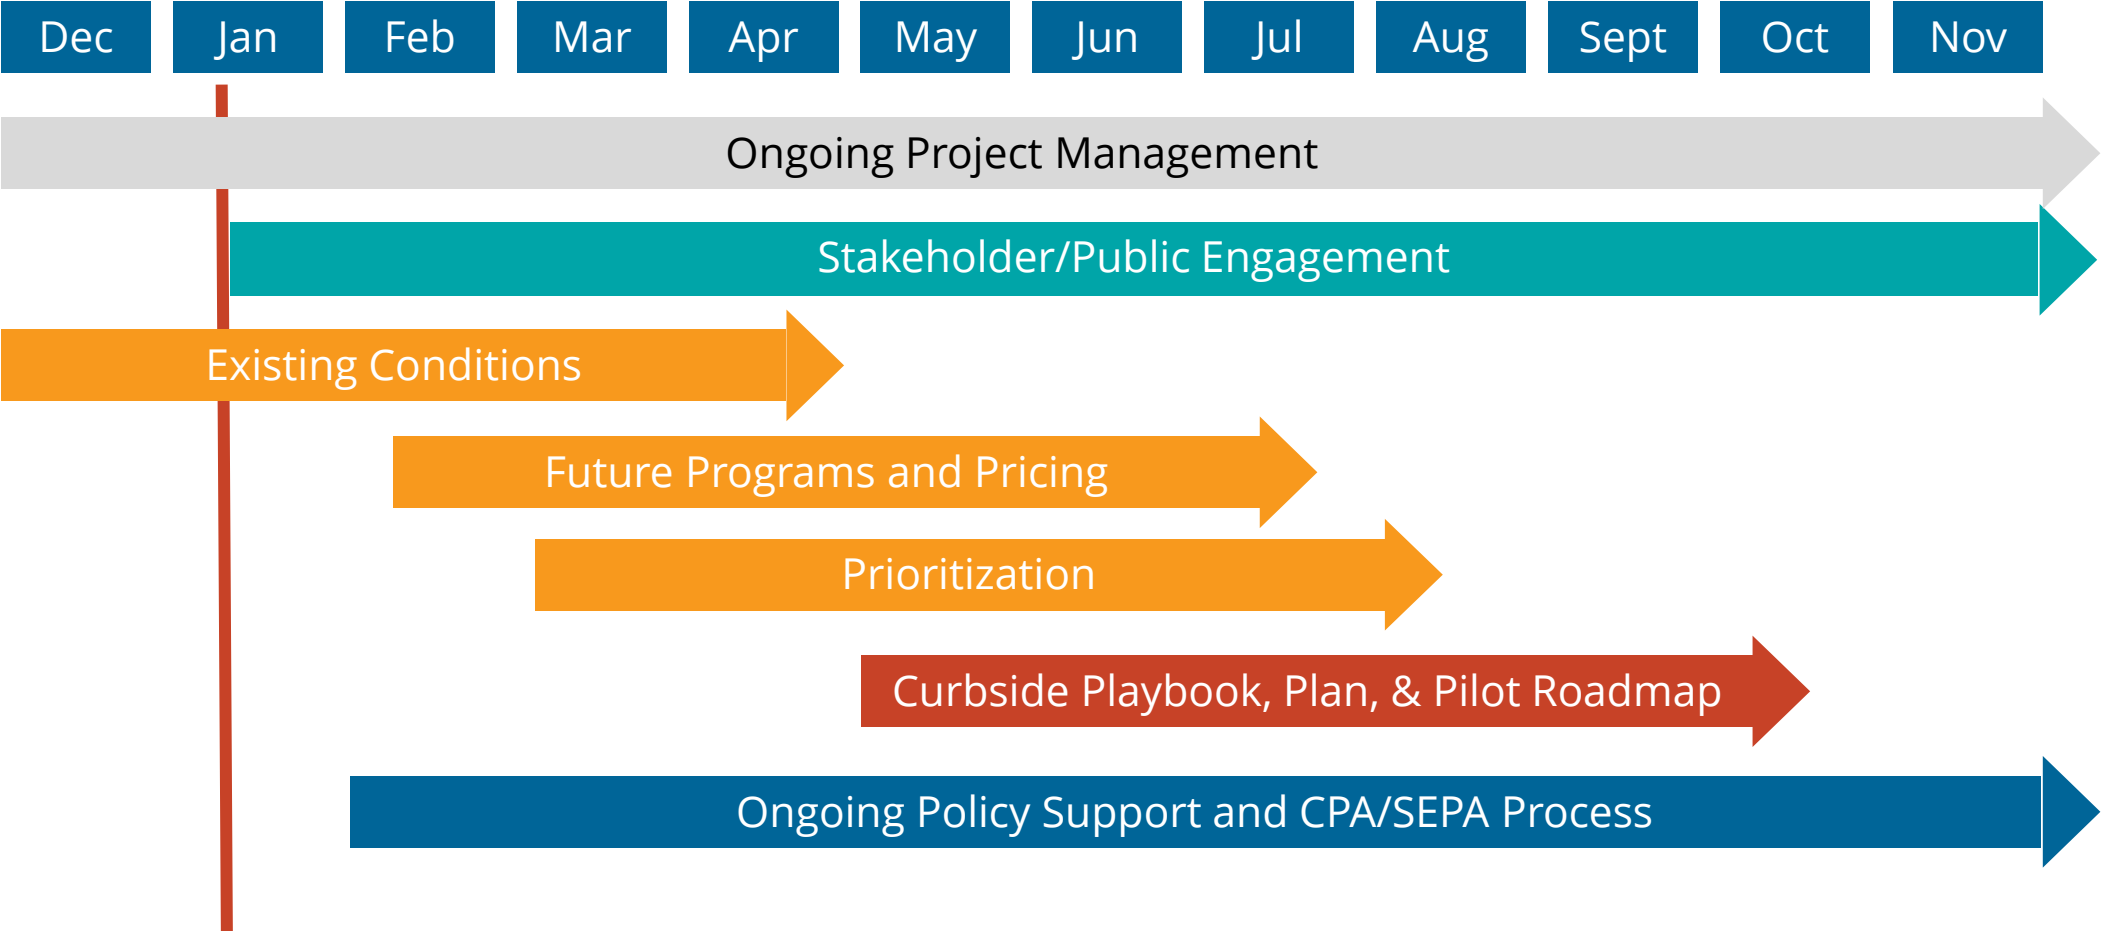 Dec Jan Feb Mar Apr May Jun Jul Aug Sept Oct Nov
Ongoing Project Management
Stakeholder/Public Engagement
Existing Conditions
Future Programs and Pricing
Prioritization
Curbside Playbook, Plan, & Pilot Roadmap
Ongoing Policy Support and CPA/SEPA Process